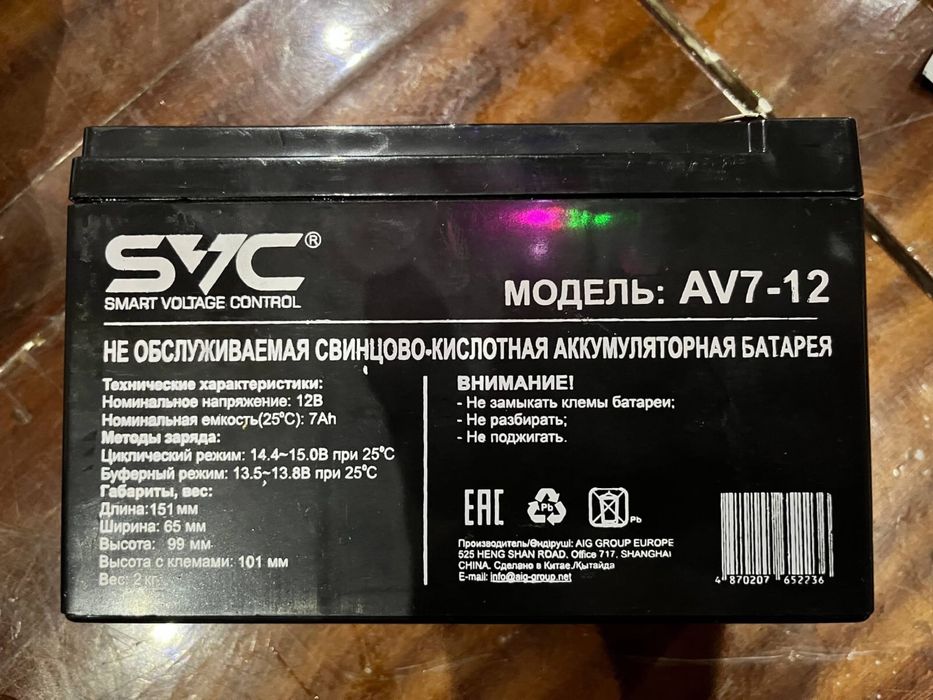 SVC®
SMART VOLTAGE CONTROL
МОДЕЛЬ: AV7-12
НЕ ОБСЛУЖИВАЕМАЯ СВИНЦОВО-КИСЛОТНАЯ АККУМУЛЯТОРНАЯ БАТАРЕЯ
Технические характеристики:
Номинальное напряжение: 12В
Номинальная емкость(25°С): 7Ah
Методы заряда:
Циклический режим: 14.4~15.0В при 25°С
Буферный режим: 13.5~13.8В при 25°С
Габариты, вес:
Длина:151мм
Ширина: 65 мм
Высота: 99 мм
Высота с клемами: 101 мм
Вес: 2 кг
ВНИМАНИЕ!
- Не замыкать клемы батареи;
- Не разбирать;
- Не поджигать.
EAC
Pb
Pb
Производитель/Өндіруші: AIG GROUP EUROPE
525 HENG SHAN ROAD, Office 717, SHANGHAI
CHINA. Сделано в Китае./Қытайда
E-mail: info@aig-group.net
4 870207 652236